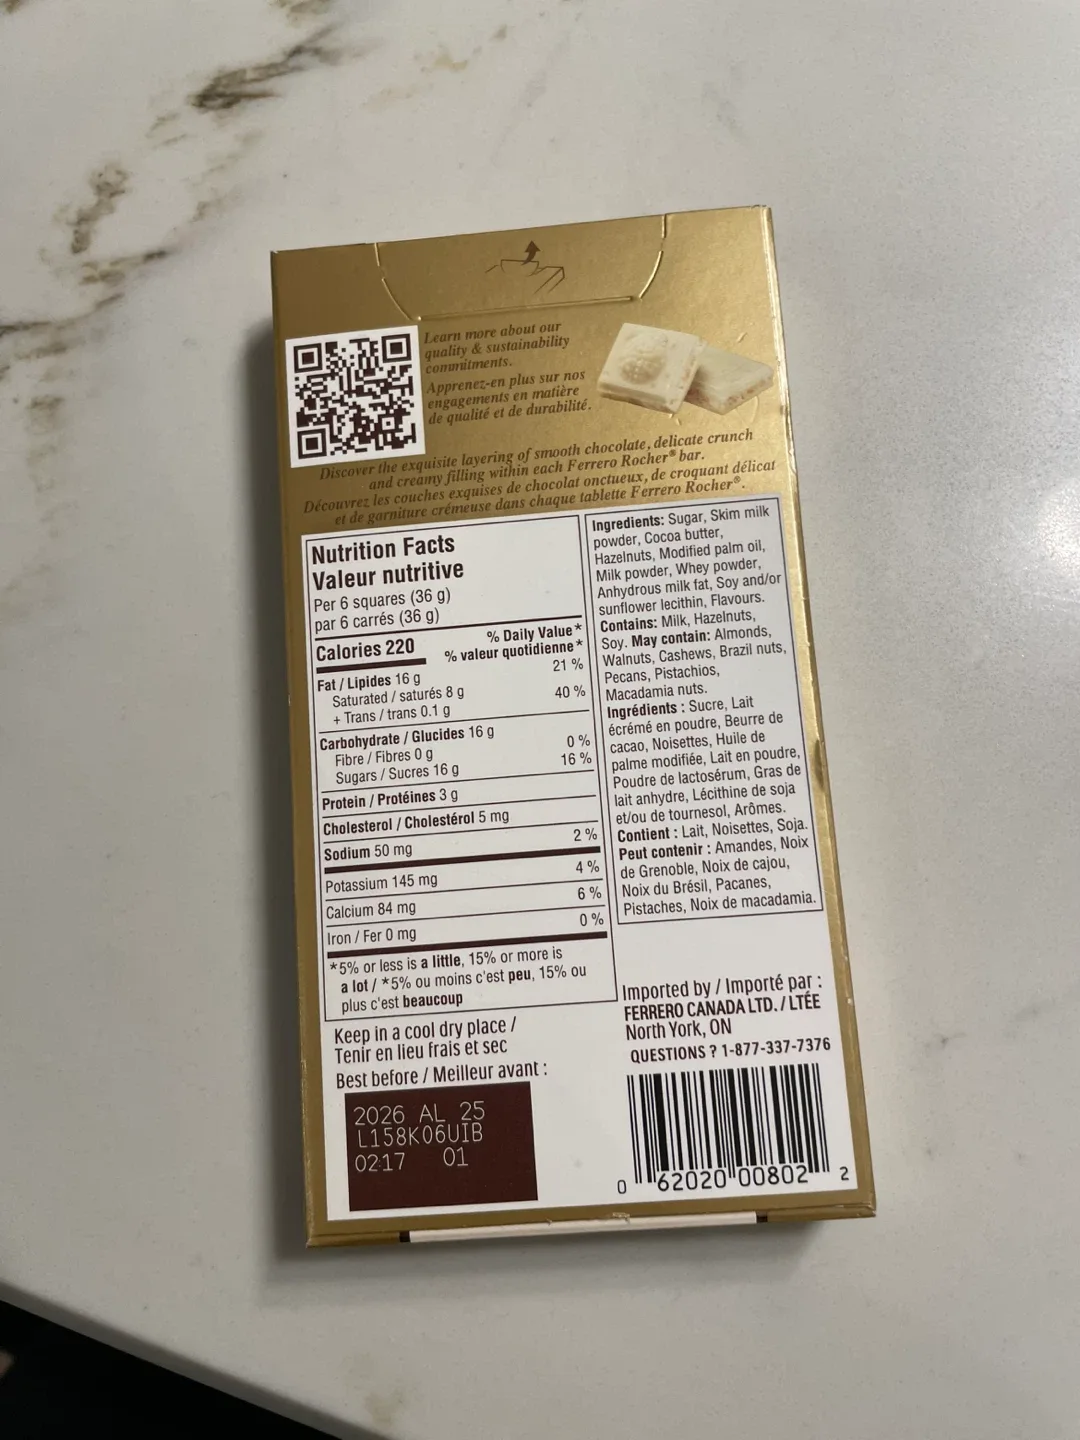 Learn more about our
quality & sustainability
commitments.
Apprenez-en plus sur nos
engagements en matière
de qualité et de durabilité.
Discover the exquisite layering of smooth chocolate, delicate crunch
and creamy filling within each Ferrero Rocher® bar.
Découvrez les couches exquises de chocolat onctueux, de croquant délicat
et de garniture crémeuse dans chaque tablette Ferrero Rocher®.
Nutrition Facts
Valeur nutritive
Per 6 squares (36 g)
par 6 carrés (36 g)
Calories 220
% Daily Value*
% valeur quotidienne*
Fat / Lipides 16 g 21 %
Saturated / saturés 8 g
+ Trans / trans 0.1 g 40 %
Carbohydrate / Glucides 16 g
Fibre / Fibres 0 g 0 %
Sugars / Sucres 16 g 16 %
Protein / Protéines 3 g
Cholesterol / Cholestérol 5 mg
Sodium 50 mg 2 %
Potassium 145 mg 4 %
Calcium 84 mg 6 %
Iron / Fer 0 mg 0 %
*5% or less is a little, 15% or more is
a lot / *5% ou moins c'est peu, 15% ou
plus c'est beaucoup
Keep in a cool dry place /
Tenir en lieu frais et sec
Best before / Meilleur avant :
2026 AL 25
L158K06UIB
02:17 01
Ingredients: Sugar, Skim milk
powder, Cocoa butter,
Hazelnuts, Modified palm oil,
Milk powder, Whey powder,
Anhydrous milk fat, Soy and/or
sunflower lecithin, Flavours.
Contains: Milk, Hazelnuts,
Soy. May contain: Almonds,
Walnuts, Cashews, Brazil nuts,
Pecans, Pistachios,
Macadamia nuts.
Ingrédients : Sucre, Lait
écrémé en poudre, Beurre de
cacao, Noisettes, Huile de
palme modifiée, Lait en poudre,
Poudre de lactosérum, Gras de
lait anhydre, Lécithine de soja
et/ou de tournesol, Arômes.
Contient : Lait, Noisettes, Soja.
Peut contenir : Amandes, Noix
de Grenoble, Noix de cajou,
Noix du Brésil, Pacanes,
Pistaches, Noix de macadamia.
Imported by / Importé par :
FERRERO CANADA LTD. / LTÉE
North York, ON
QUESTIONS ? 1-877-337-7376
0 62020 00802 2